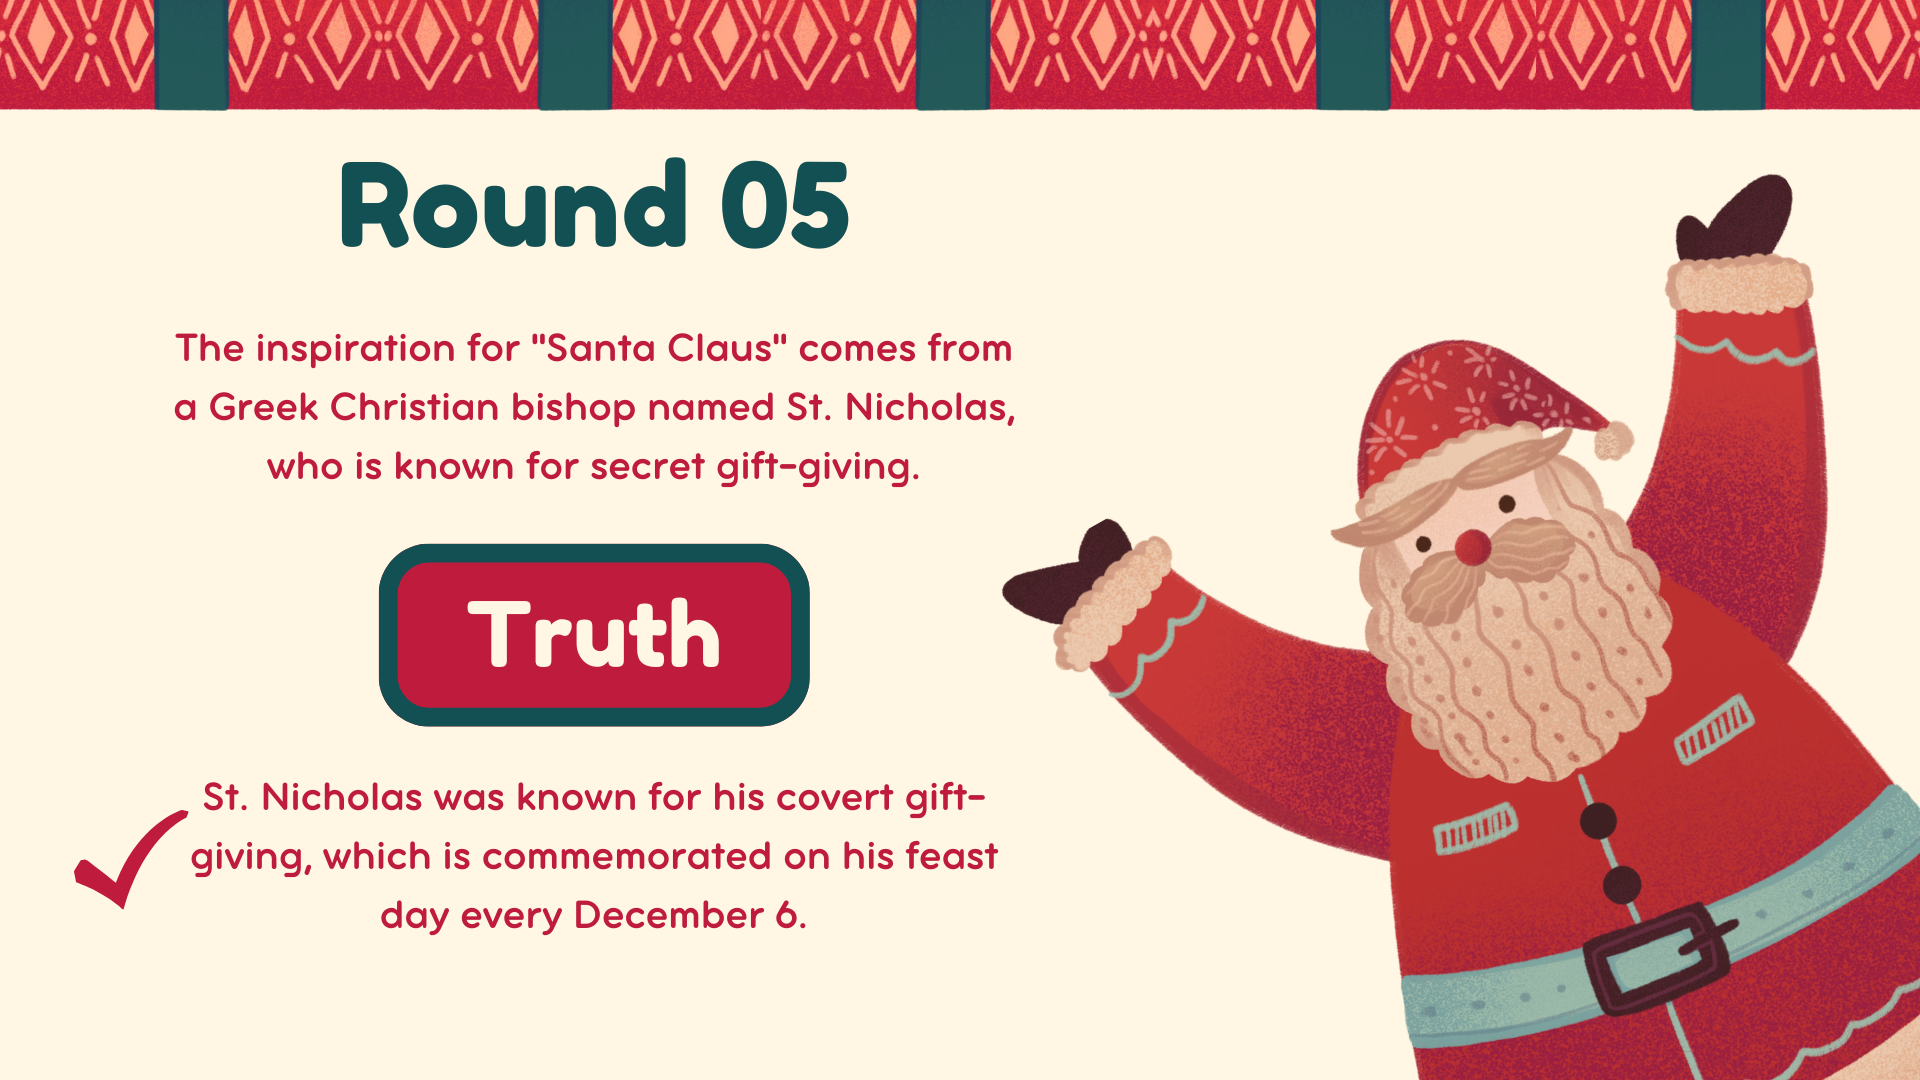 Round 05
The inspiration for "Santa Claus" comes from
a Greek Christian bishop named St. Nicholas,
who is known for secret gift-giving.
Truth
St. Nicholas was known for his covert gift-
giving, which is commemorated on his feast
day every December 6.